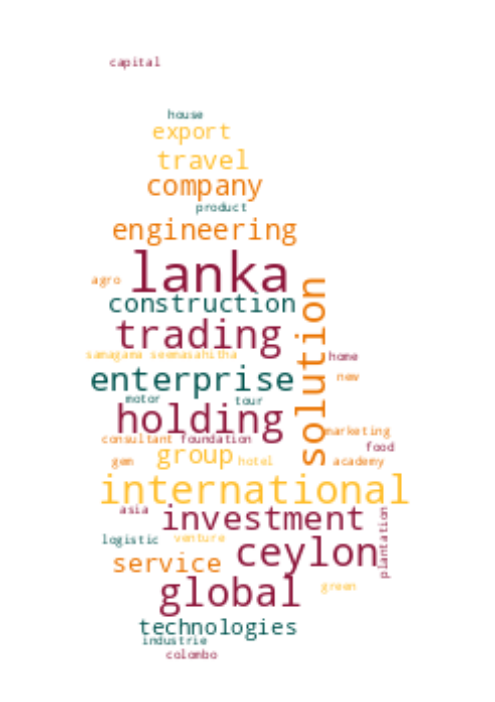 capital
house
export
travel
company
product
engineering
lanka
agro
solution
construction
trading
samagama seemasahitha
home
enterprise
new
motor
tour
holding
marketing
consultant foundation
food
group
gem
hotel
academy
international
asia
investment
plantation
logistic
venture
ceylon
service
global
green
technologies
industrie
colombo